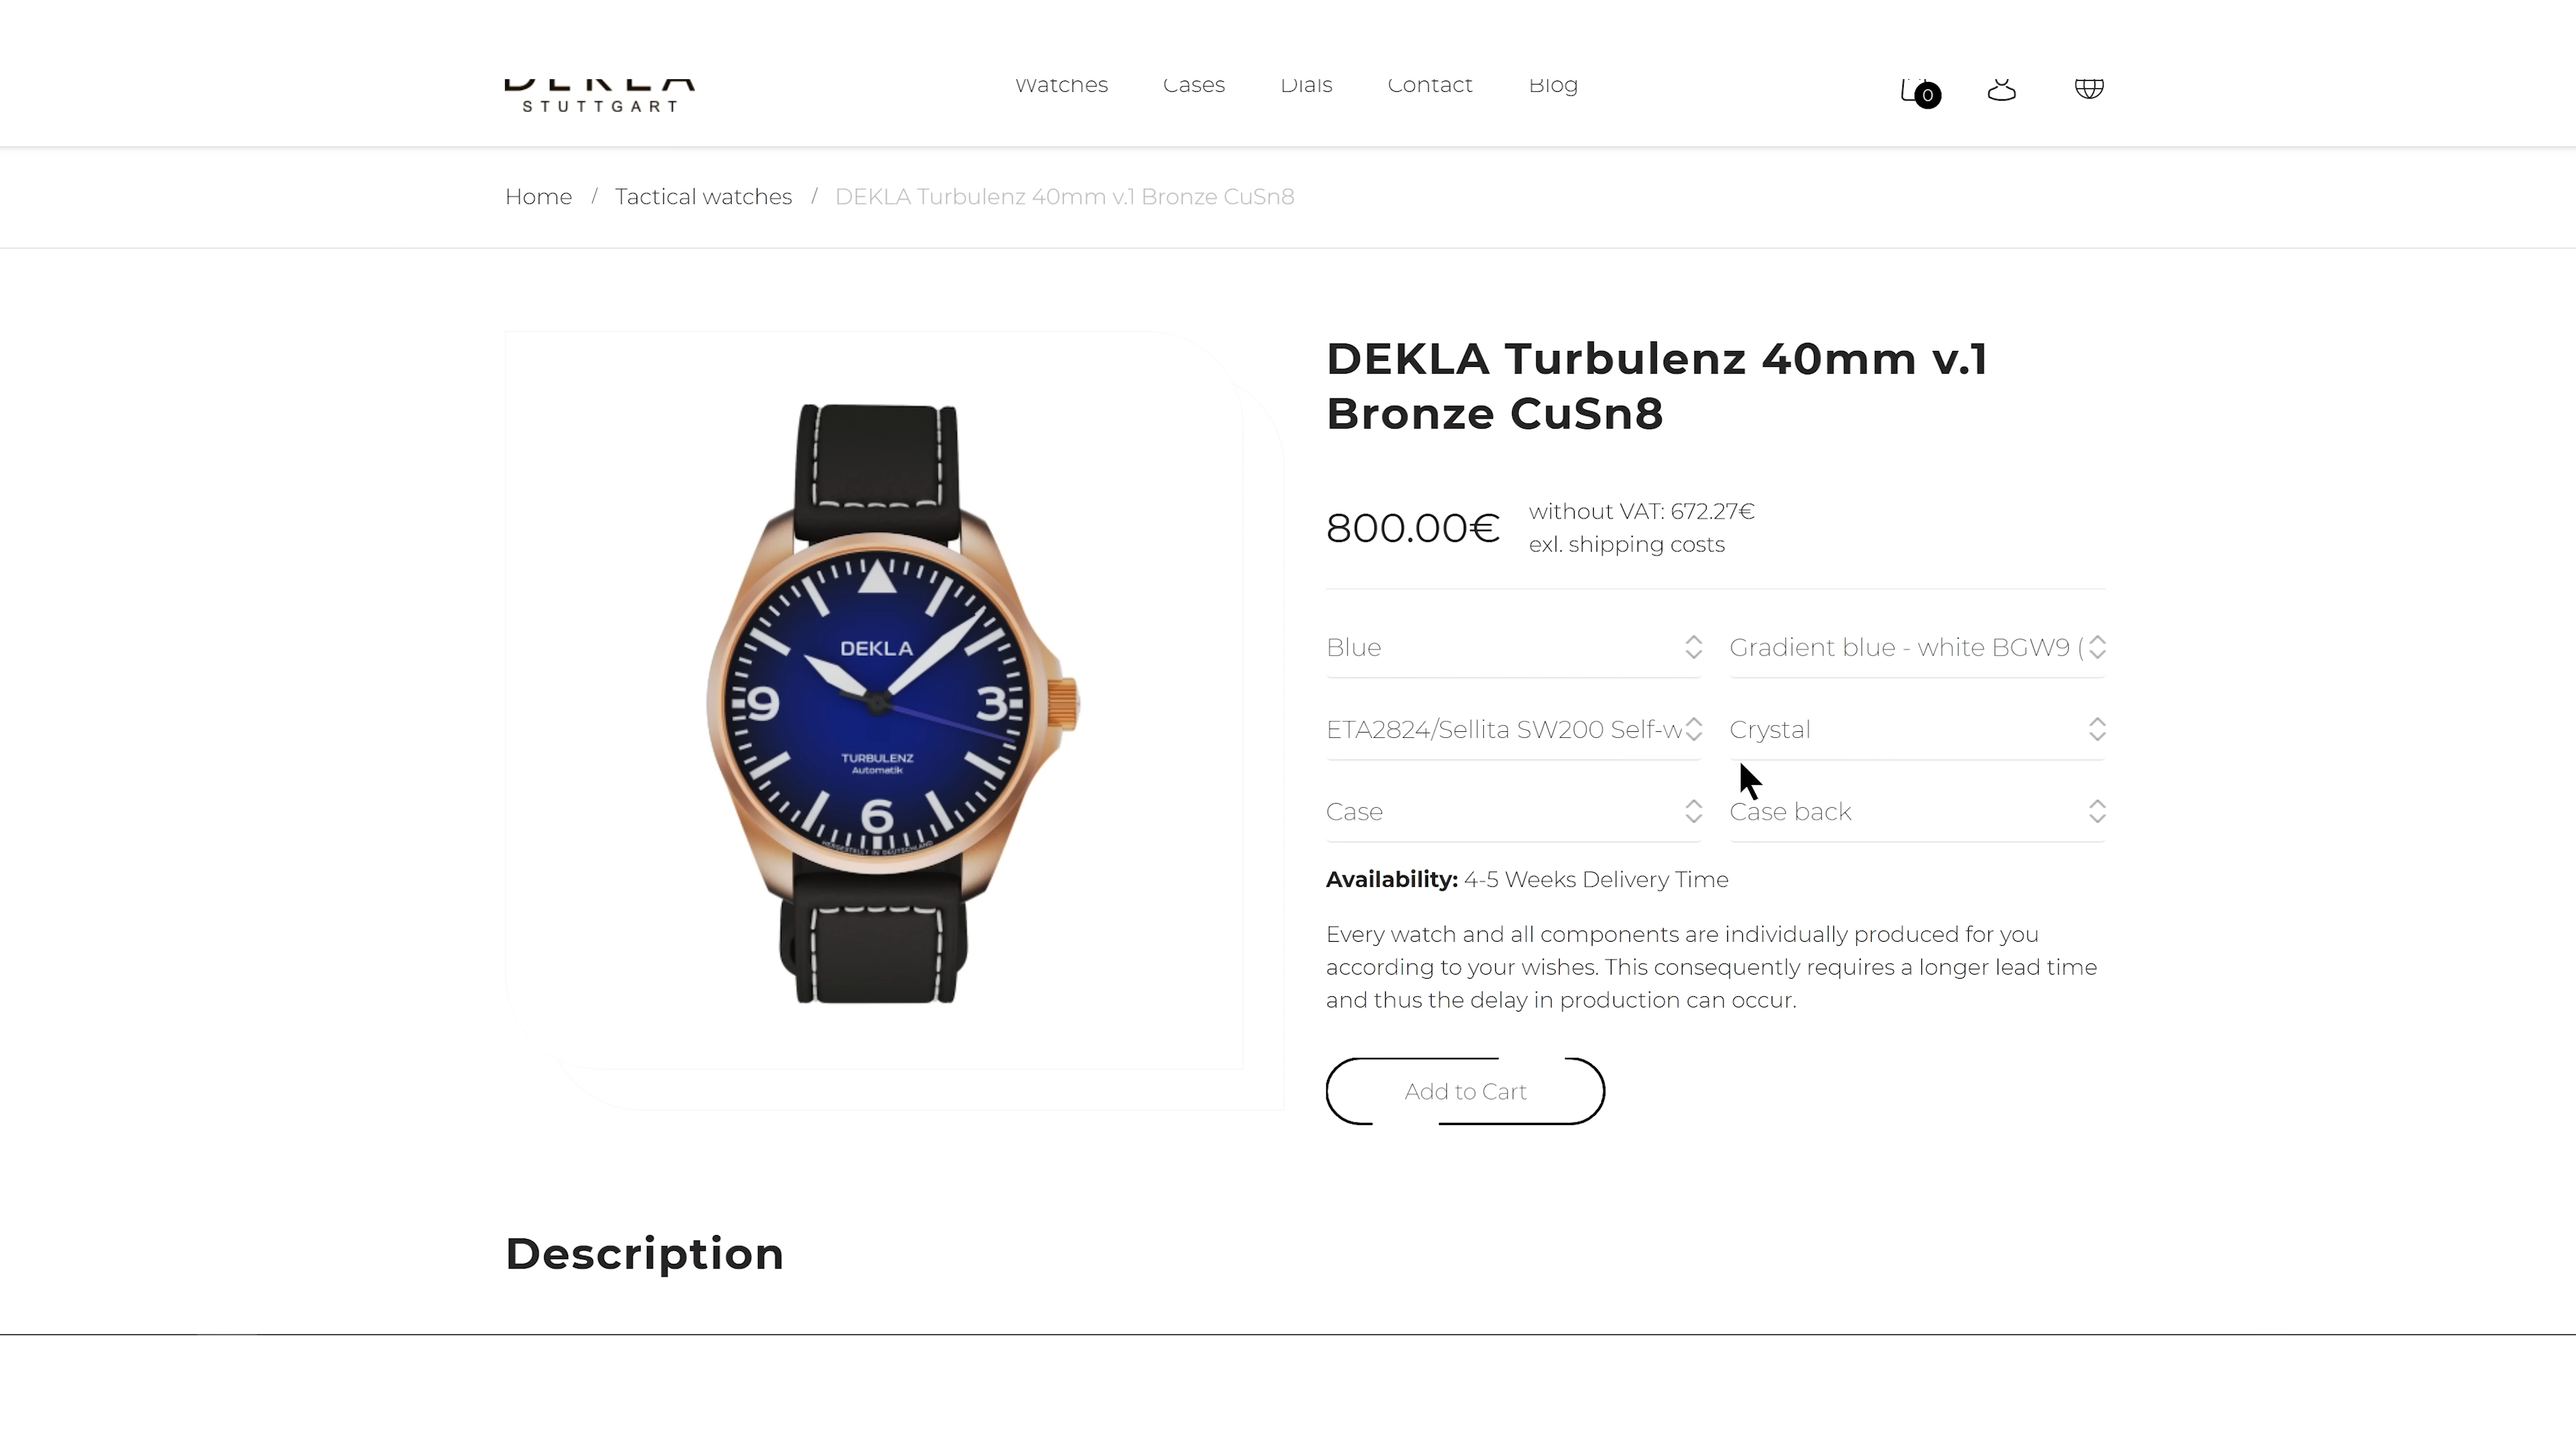 DEKLA
STUTTGART
Watches Cases Dials Contact Blog
0
Home / Tactical watches / DEKLA Turbulenz 40mm v.1 Bronze CuSn8
DEKLA Turbulenz 40mm v.1
Bronze CuSn8
800.00€
without VAT: 672.27€
exl. shipping costs
Blue
Gradient blue - white BGW9 (
ETA2824/Sellita SW200 Self-w
Crystal
Case
Case back
Availability: 4-5 Weeks Delivery Time
Every watch and all components are individually produced for you
according to your wishes. This consequently requires a longer lead time
and thus the delay in production can occur.
Add to Cart
DEKLA
9 3
TURBULENZ
Automatik
6
HERGESTELLT IN DEUTSCHLAND
Description